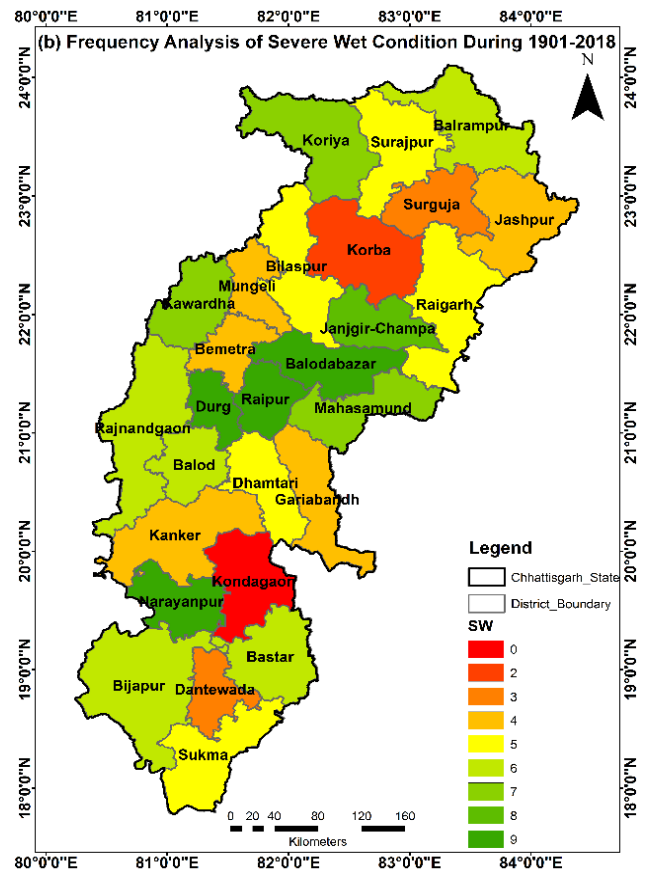 80°0'0"E 81°0'0"E 82°0'0"E 83°0'0"E 84°0'0"E
(b) Frequency Analysis of Severe Wet Condition During 1901-2018
N
24°0'0"N 24°0'0"N
Balrampur
Koriya Surajpur
23°0'0"N 23°0'0"N
Surguja
Jashpur
Korba
Bilaspur
Mungeli
Kawardha Raigarh
22°0'0"N 22°0'0"N
Janjgir-Champa
Bemetra
Balodabazar
Raipur
Durg Mahasamund
Rajnandgaon
21°0'0"N 21°0'0"N
Balod
Dhamtari
Gariabandh
Kanker
20°0'0"N 20°0'0"N
Legend
Chhattisgarh_State
Kondagaon
Narayanpur District_Boundary
SW
0
Bastar
19°0'0"N 19°0'0"N
2
Bijapur Dantewada
3
4
5
Sukma
6
18°0'0"N 18°0'0"N
7
0 20 40 80 120 160
8
Kilometers
9
80°0'0"E 81°0'0"E 82°0'0"E 83°0'0"E 84°0'0"E